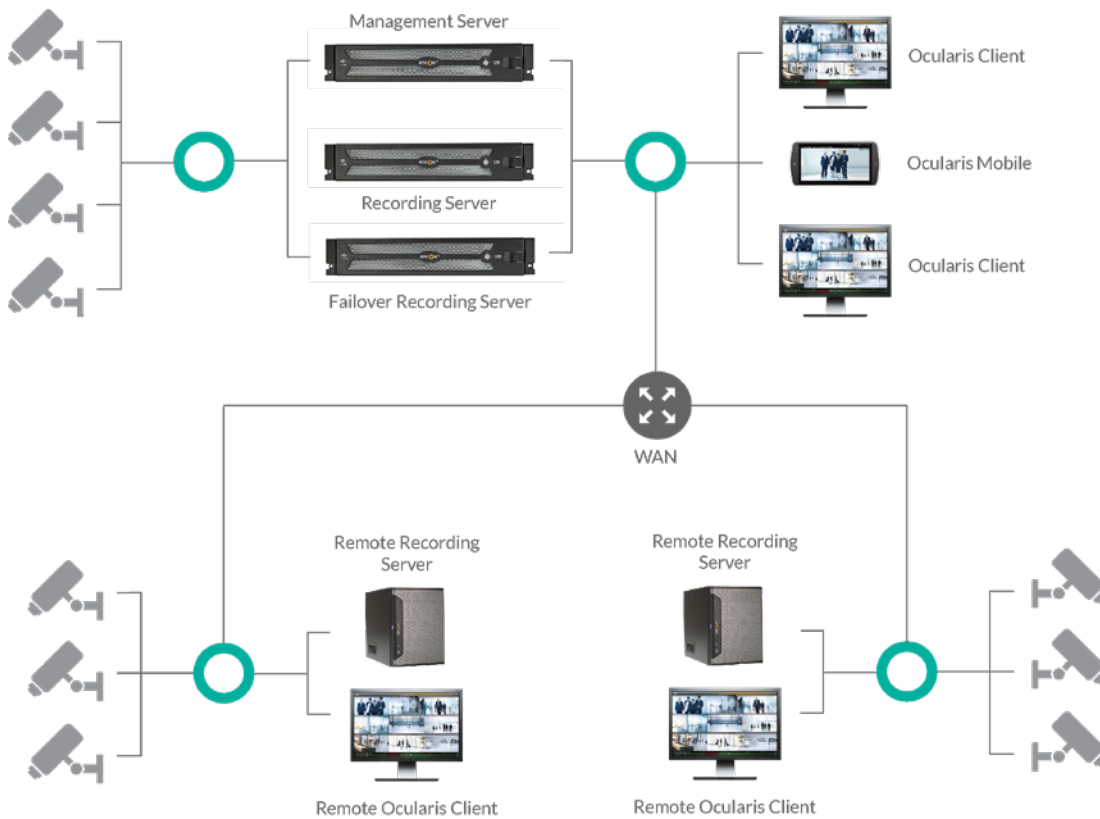 Management Server
Ocularis Client
Ocularis Mobile
Recording Server
Ocularis Client
Failover Recording Server
WAN
Remote Recording
Server
Remote Recording
Server
Remote Ocularis Client
Remote Ocularis Client